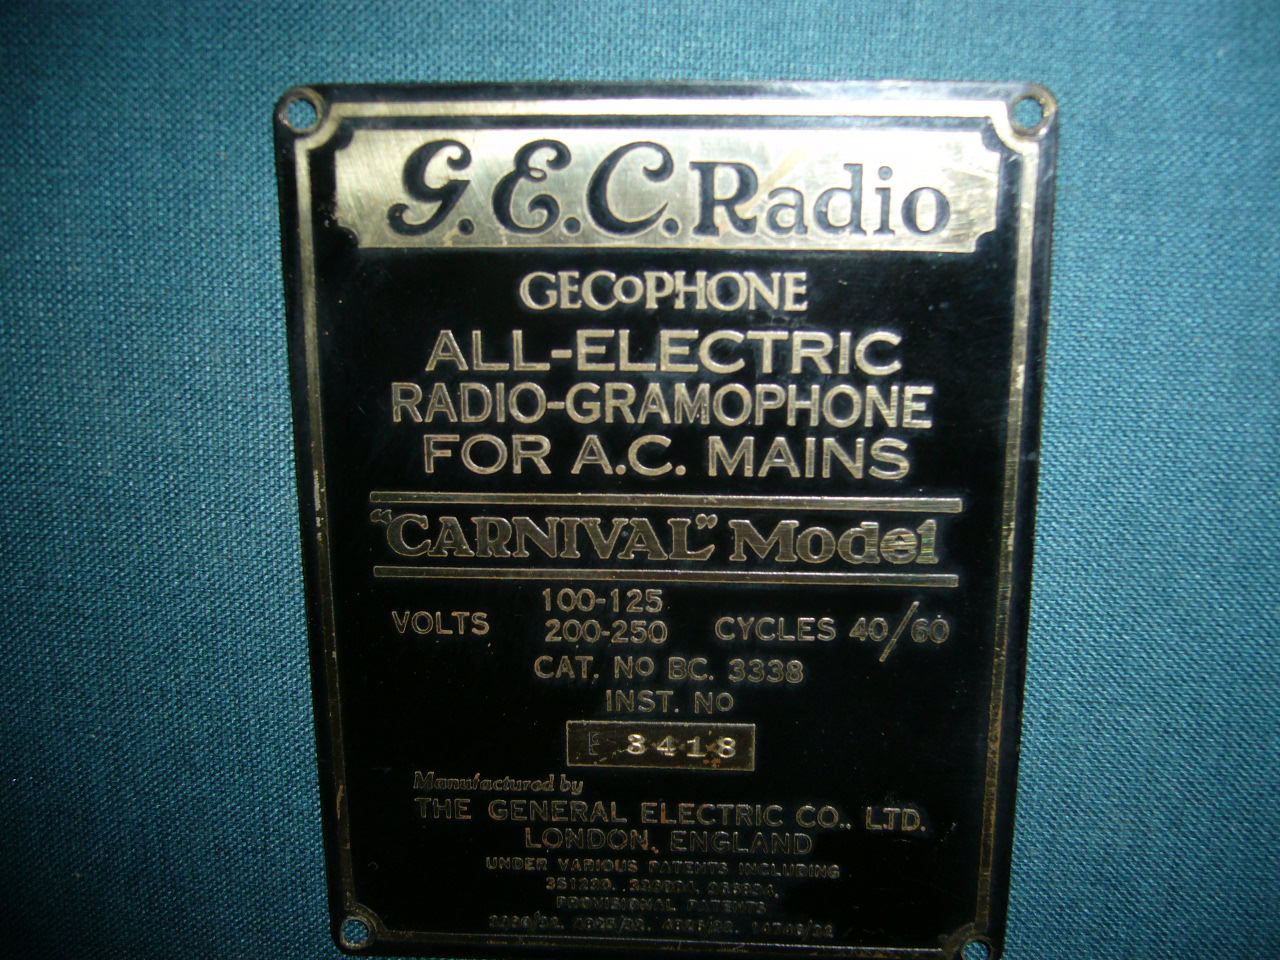 G.E.C. Radio
GECoPHONE
ALL-ELECTRIC
RADIO-GRAMOPHONE
FOR A.C. MAINS
"CARNIVAL" Model
VOLTS 100-125 200-250 CYCLES 40/60
CAT. NO BC. 3338
INST. NO
E 3418
Manufactured by
THE GENERAL ELECTRIC CO., LTD.
LONDON, ENGLAND
UNDER VARIOUS PATENTS INCLUDING
351230.
PROVISIONAL PATENTS